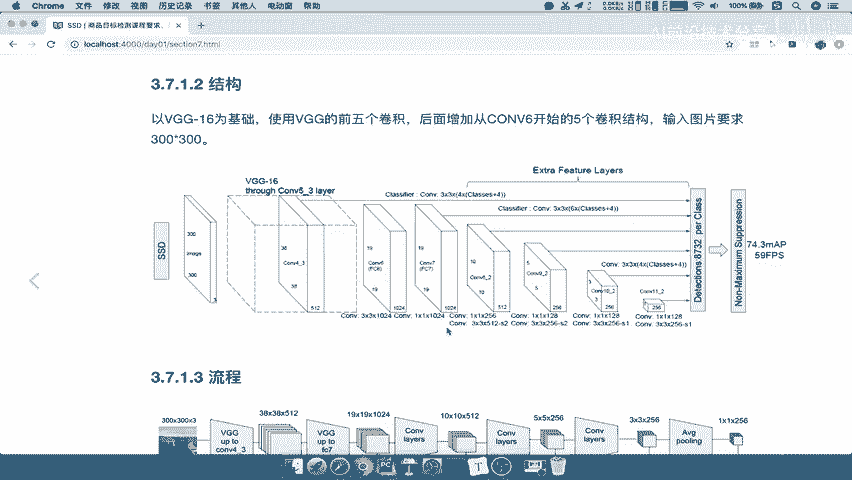 Chrome 文件 修改 视图 历史记录 书签 其他人 电动窗 帮助
100%
SSD | 商品目标检测课程要求、
localhost:4000/day01/section7.html
3.7.1.2 结构
以VGG-16为基础，使用VGG的前五个卷积，后面增加从CONV6开始的5个卷积结构，输入图片要求
300*300。
Extra Feature Layers
VGG-16
through Conv5_3 layer
Classifier : Conv: 3x3x(4x(Classes+4))
Classifier : Conv: 3x3x(6x(Classes+4))
SSD
300
Image
300
3
38
Conv4_3
38
512
19
Conv6
(FC6)
19
1024
19
Conv7
(FC7)
19
1024
10
10
512
5
Conv9_2
5
256
Conv: 3x3x(4x(Classes+4))
3
Conv10_2
256
Conv11_2
256
Detections:8732 per Class
Non-Maximum Suppression
74.3mAP
59FPS
Conv: 3x3x1024 Conv: 1x1x1024 Conv: 1x1x256 Conv: 1x1x128 Conv: 1x1x128 Conv: 1x1x128
Conv: 3x3x512-s2 Conv: 3x3x256-s2 Conv: 3x3x256-s1 Conv: 3x3x256-s1
3.7.1.3 流程
300x300x3 38x38x512 19x19x1024 10x10x512 5x5x256 3x3x256 1x1x256
VGG
up to
conv4_3
VGG
up to
fc7
Conv
layers
Conv
layers
Conv
layers
Avg
pooling